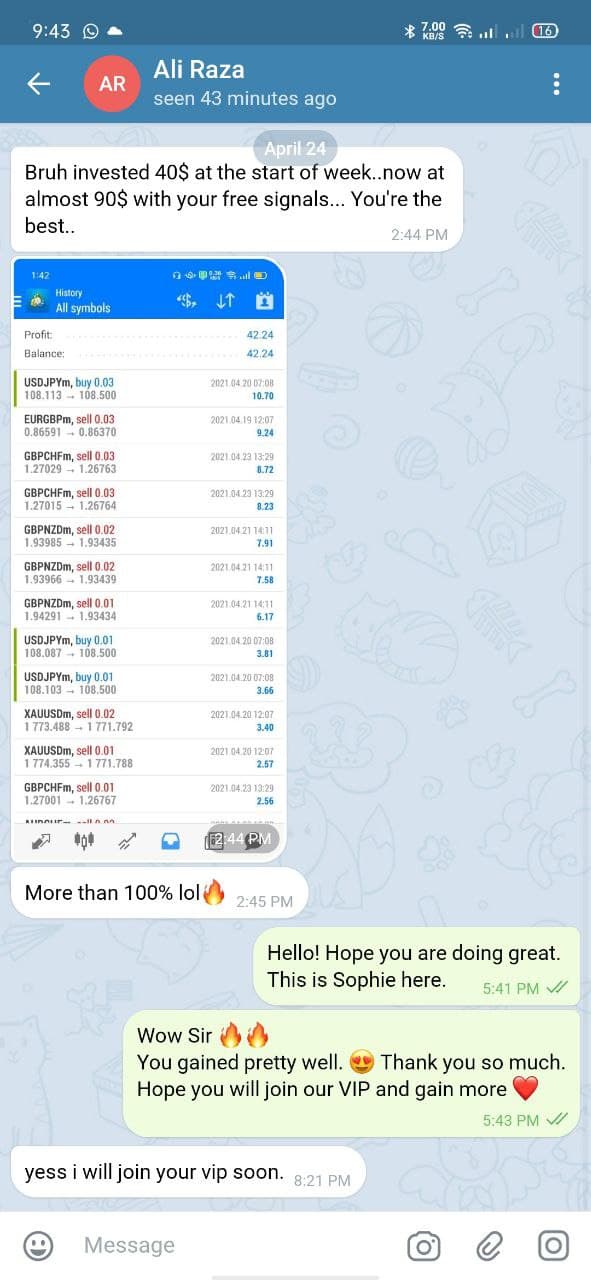 9:43
7.00
KB/S
16
AR
Ali Raza
seen 43 minutes ago
April 24
Bruh invested 40$ at the start of week..now at
almost 90$ with your free signals... You're the
best..
2:44 PM
1:42
History
All symbols
Profit: 42.24
Balance: 42.24
USDJPYm, buy 0.03 2021.04.20 07:08
108.113 → 108.500 10.70
EURGBPm, sell 0.03 2021.04.19 12:07
0.86591 → 0.86370 9.24
GBPCHFm, sell 0.03 2021.04.23 13:29
1.27029 → 1.26763 8.72
GBPCHFm, sell 0.03 2021.04.23 13:29
1.27015 → 1.26764 8.23
GBPNZDm, sell 0.02 2021.04.21 14:11
1.93985 → 1.93435 7.91
GBPNZDm, sell 0.02 2021.04.21 14:11
1.93966 → 1.93439 7.58
GBPNZDm, sell 0.01 2021.04.21 14:11
1.94291 → 1.93434 6.17
USDJPYm, buy 0.01 2021.04.20 07:08
108.087 → 108.500 3.81
USDJPYm, buy 0.01 2021.04.20 07:08
108.103 → 108.500 3.66
XAUUSDm, sell 0.02 2021.04.20 12:07
1 773.488 → 1 771.792 3.40
XAUUSDm, sell 0.01 2021.04.20 12:07
1 774.355 → 1 771.788 2.57
GBPCHFm, sell 0.01 2021.04.23 13:29
1.27001 → 1.26767 2.56
2:44 PM
More than 100% lol🔥 2:45 PM
Hello! Hope you are doing great.
This is Sophie here. 5:41 PM
Wow Sir 🔥🔥
You gained pretty well. 😍 Thank you so much.
Hope you will join our VIP and gain more ❤️
5:43 PM
yess i will join your vip soon. 8:21 PM
Message